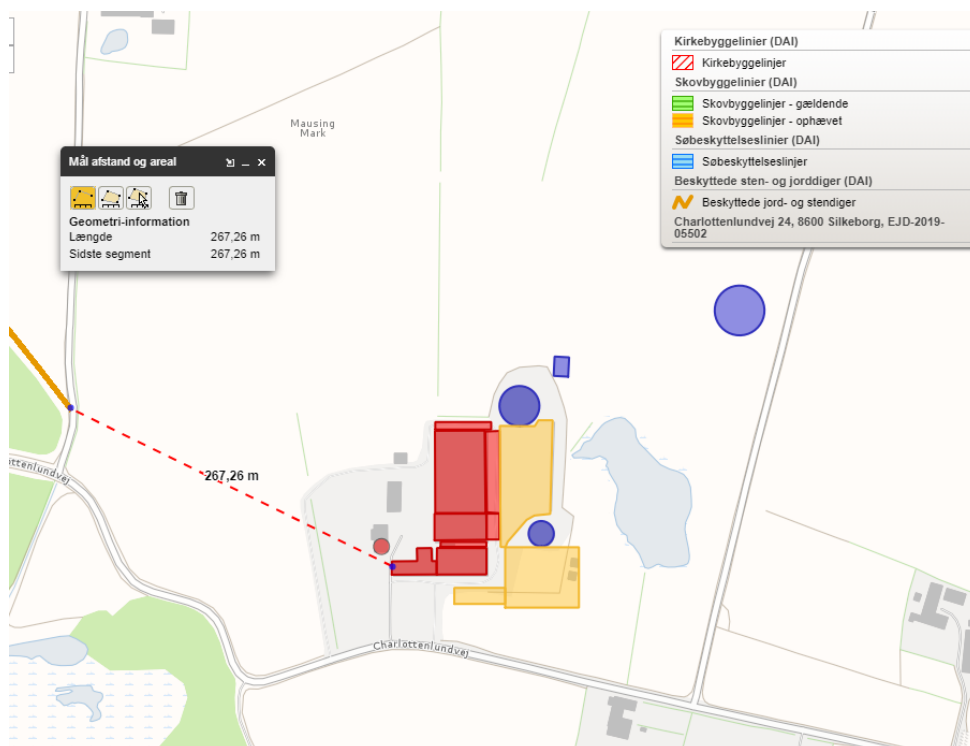 Kirkebyggelinier (DAI)
Kirkebyggelinjer
Skovbyggelinier (DAI)
Skovbyggelinjer - gældende
Skovbyggelinjer - ophævet
Søbeskyttelseslinier (DAI)
Søbeskyttelseslinjer
Beskyttede sten- og jorddiger (DAI)
Beskyttede jord- og stendiger
Charlottenlundvej 24, 8600 Silkeborg, EJD-2019-
05502
Mausing
Mark
Mål afstand og areal
Geometri-information
Længde 267,26 m
Sidste segment 267,26 m
267,26 m
ottenlundvej
Charlottenlundvej